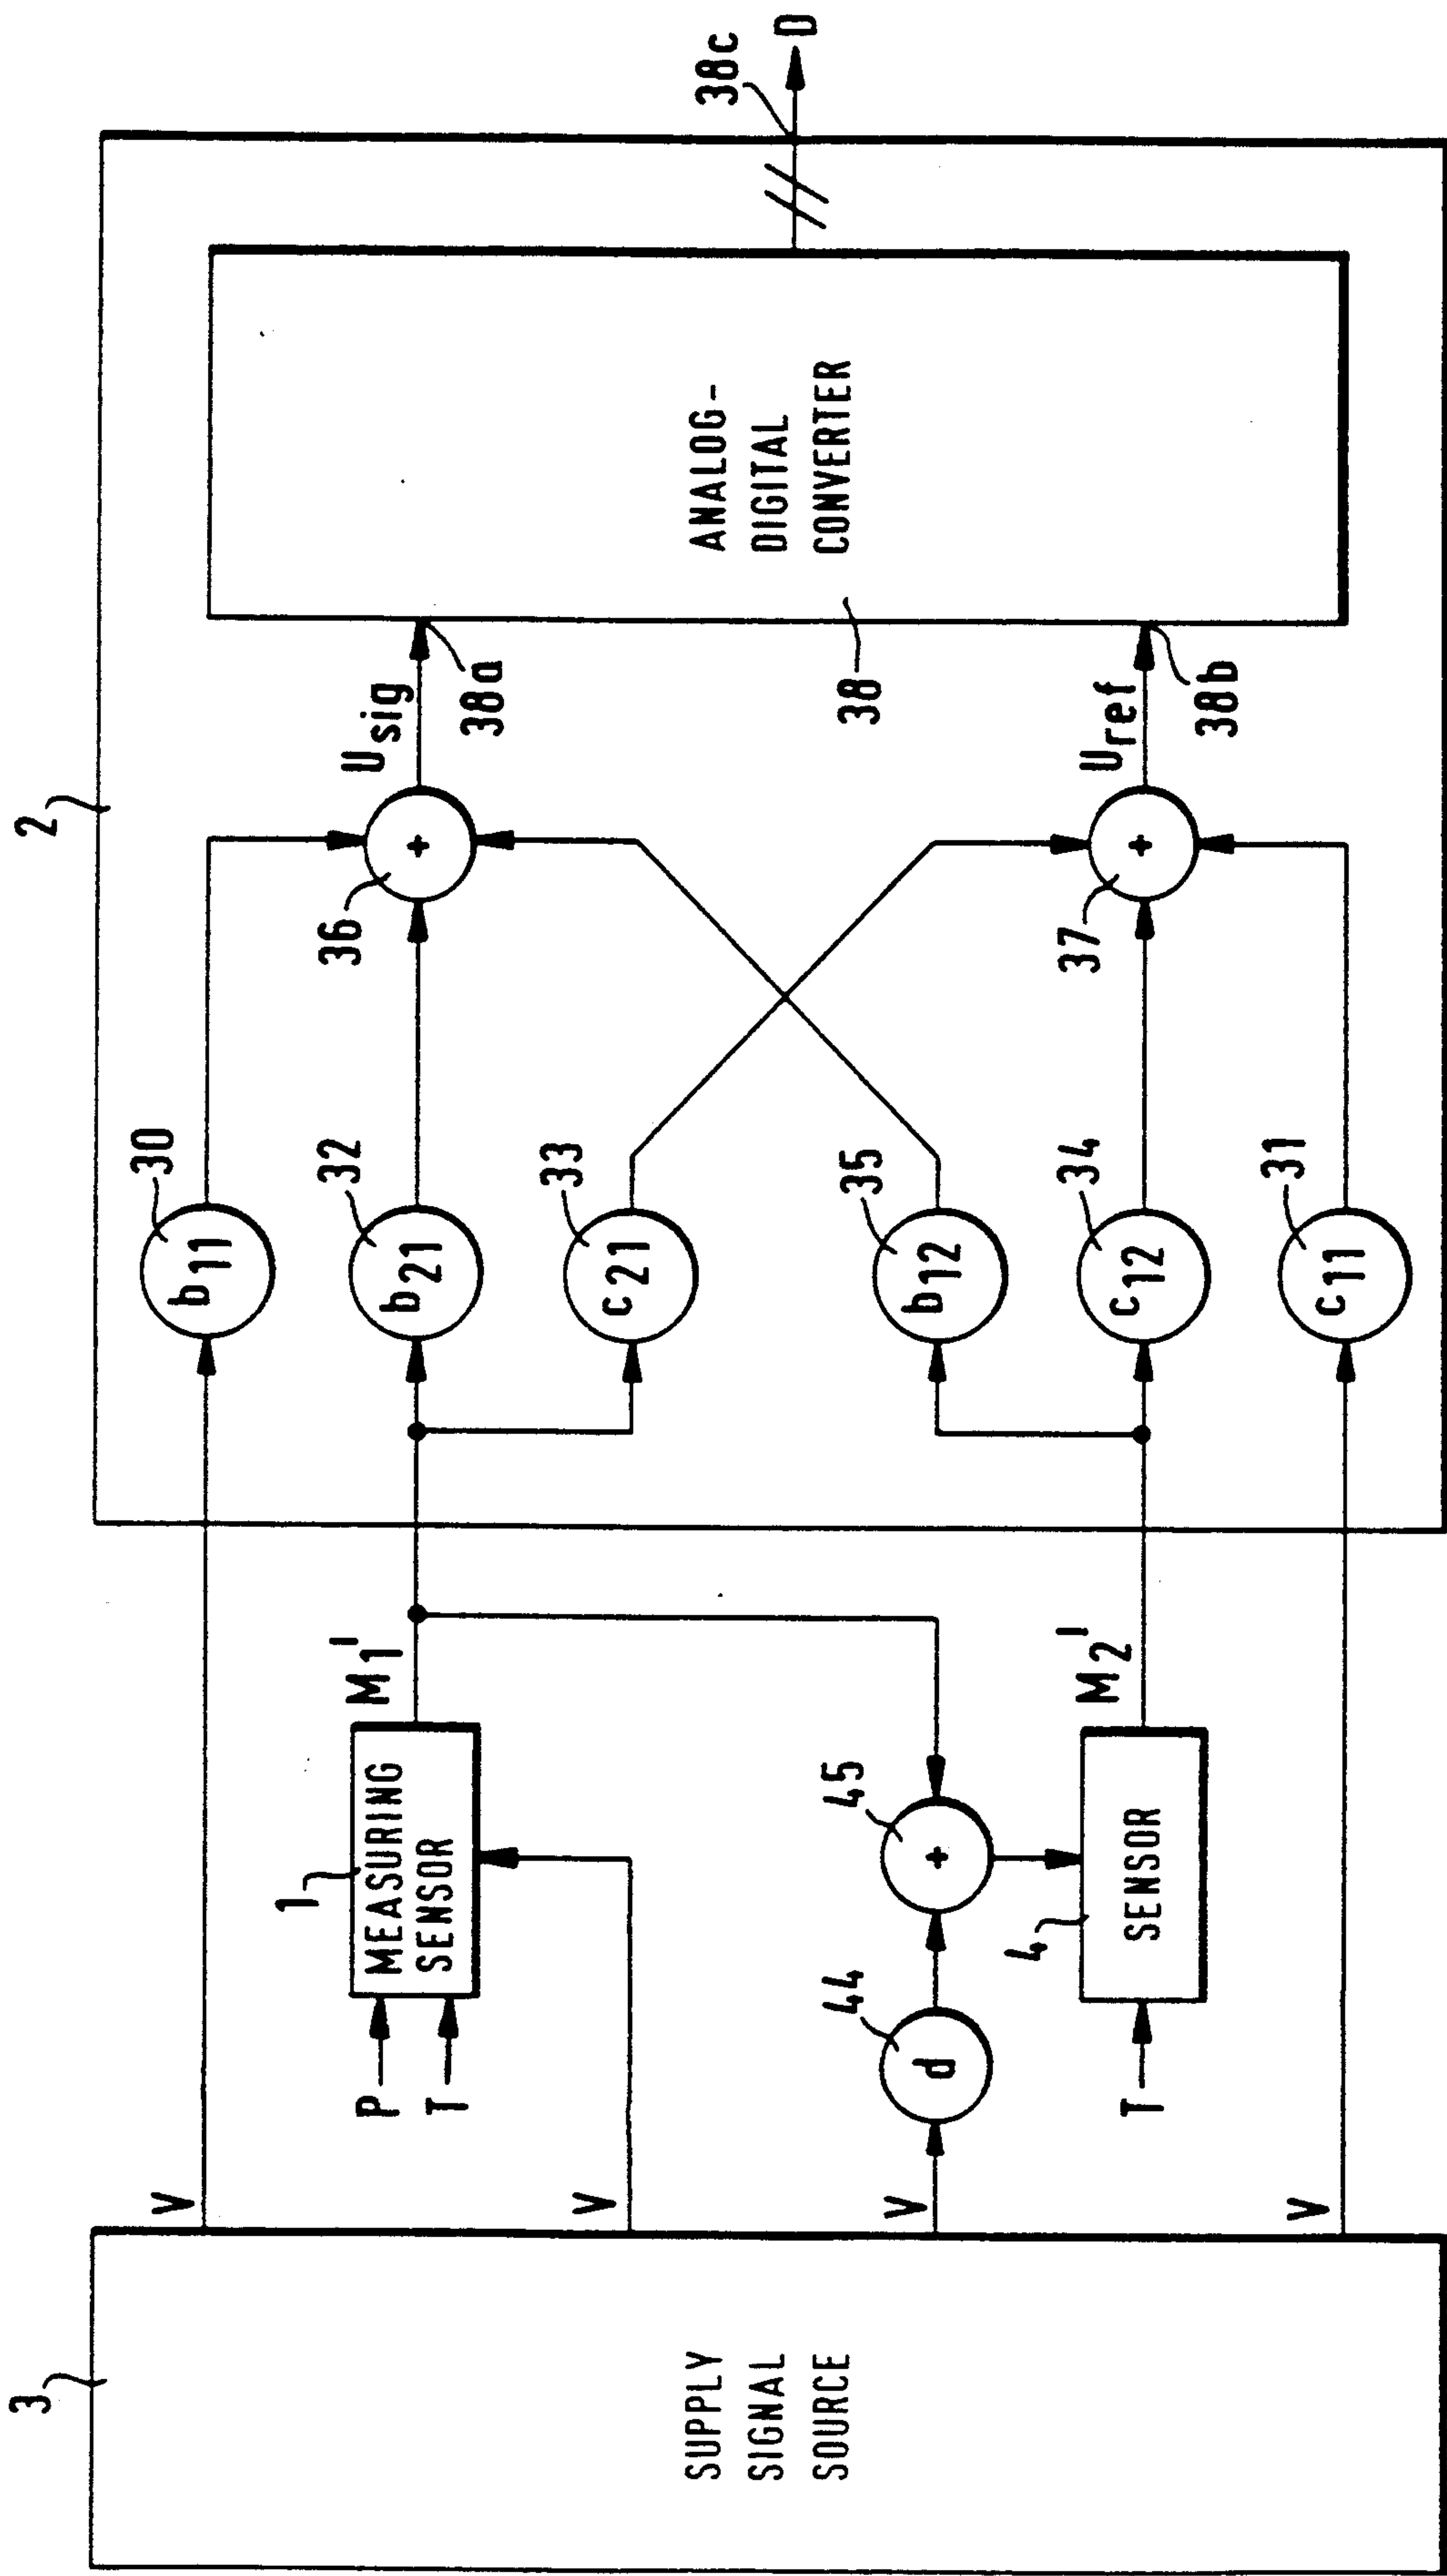 3
SUPPLY
SIGNAL
SOURCE
V
V
V
V
P
T
1
MEASURING
SENSOR
M1'
44
d
45
+
T
4
SENSOR
M2'
2
30
b11
32
b21
33
c21
35
b12
34
c12
31
c11
36
+
37
+
Usig
38a
Uref
38b
38
ANALOG-
DIGITAL
CONVERTER
38c
D